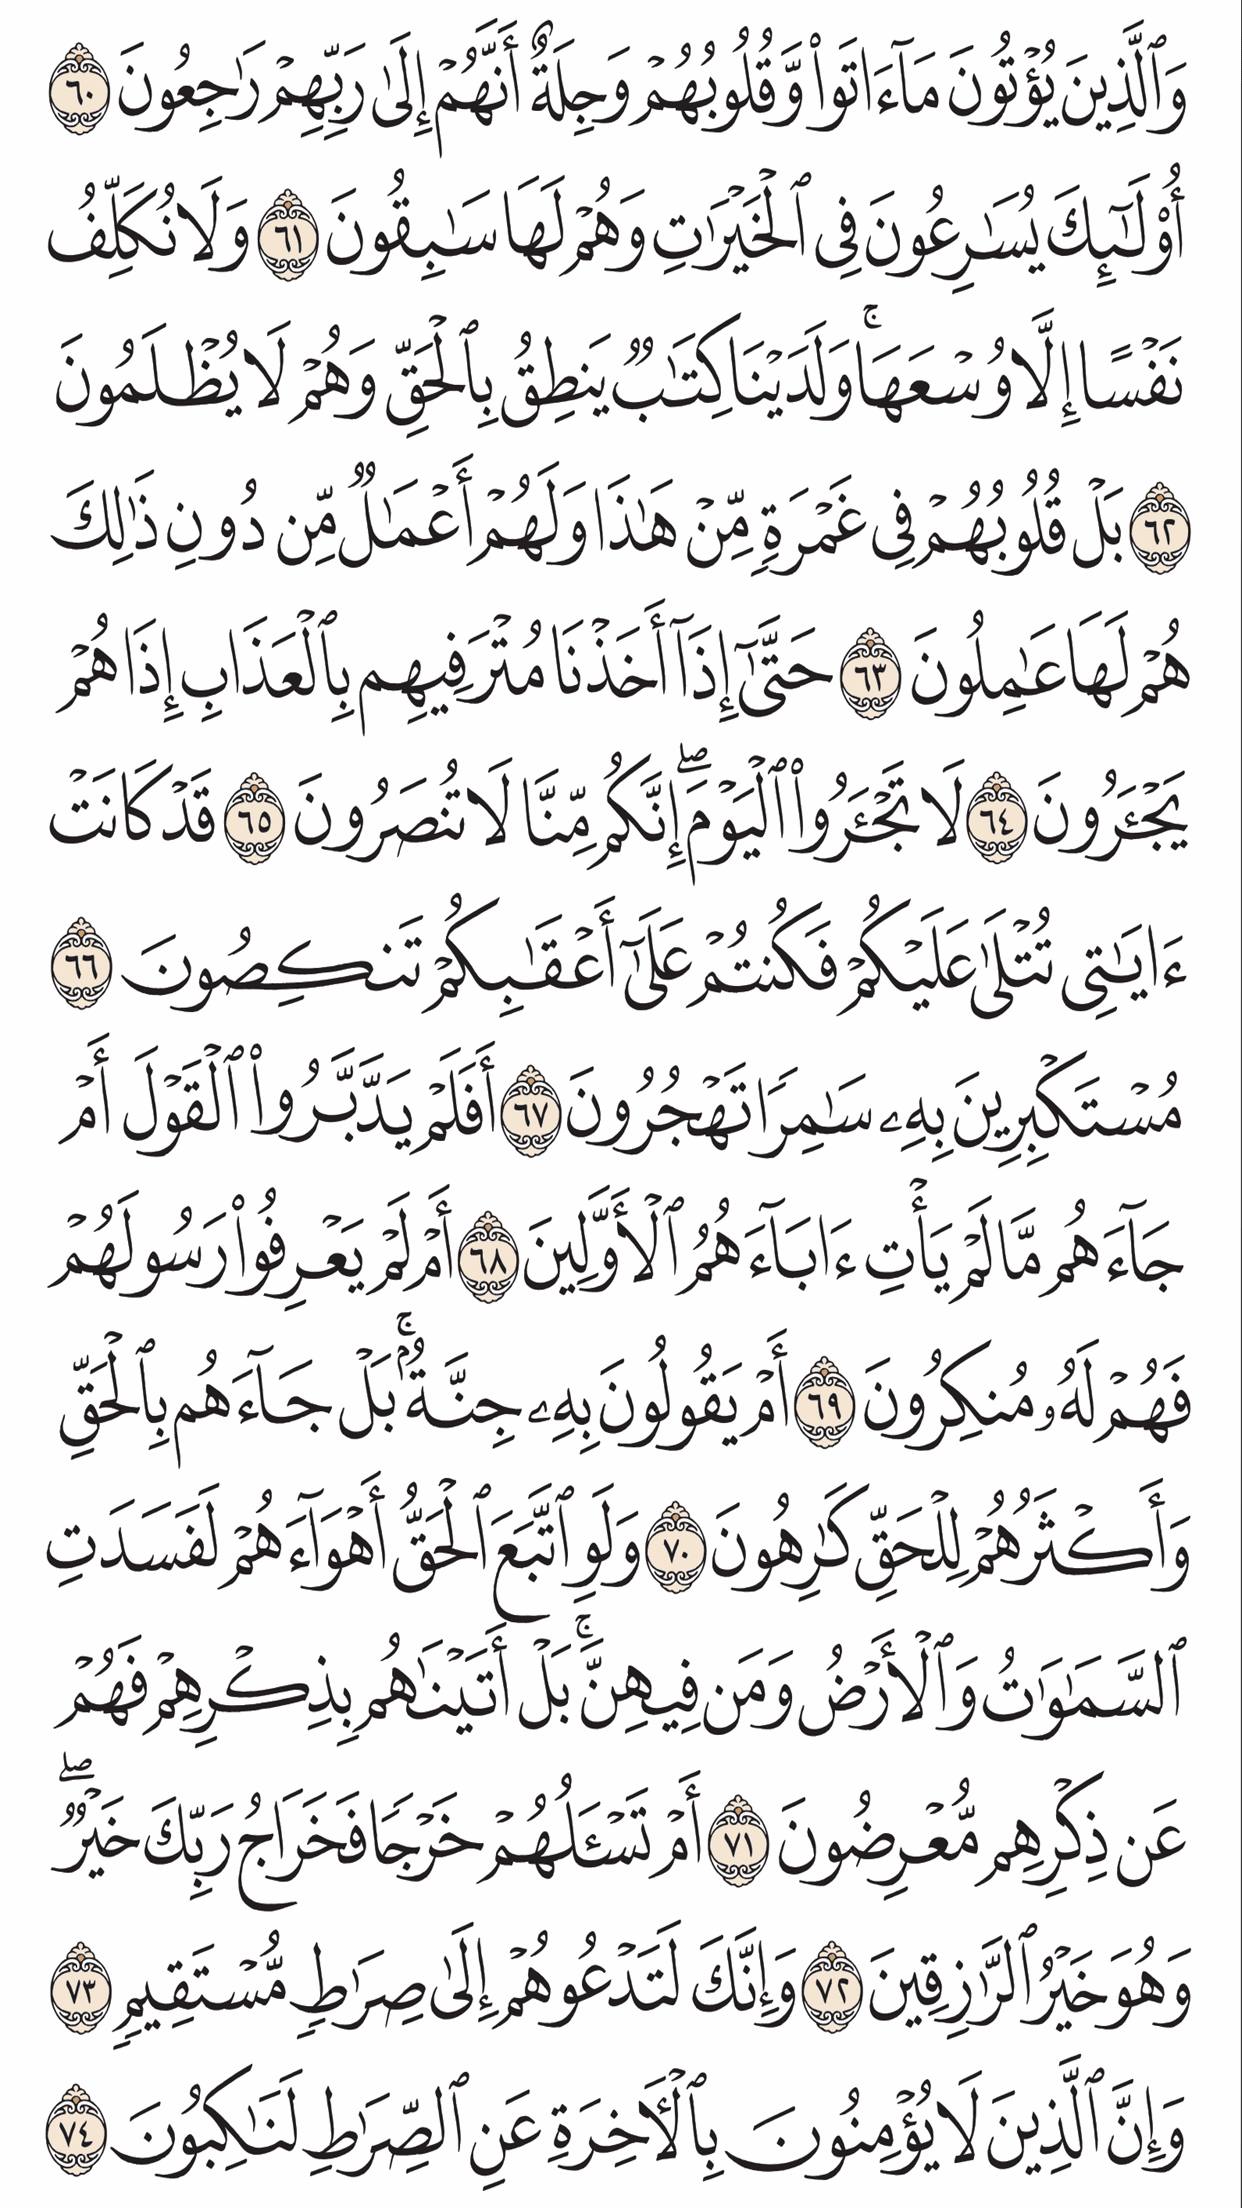 وَٱلَّذِينَ يُؤْتُونَ مَآ ءَاتَوا۟ وَّقُلُوبُهُمْ وَجِلَةٌ أَنَّهُمْ إِلَىٰ رَبِّهِمْ رَٰجِعُونَ ٦٠
أُو۟لَـٰٓئِكَ يُسَـٰرِعُونَ فِى ٱلْخَيْرَٰتِ وَهُمْ لَهَا سَـٰبِقُونَ ٦١ وَلَا نُكَلِّفُ
نَفْسًا إِلَّا وُسْعَهَا ۚ وَلَدَيْنَا كِتَـٰبٌ يَنطِقُ بِٱلْحَقِّ وَهُمْ لَا يُظْلَمُونَ
٦٢ بَلْ قُلُوبُهُمْ فِى غَمْرَةٍ مِّنْ هَـٰذَا وَلَهُمْ أَعْمَـٰلٌ مِّن دُونِ ذَٰلِكَ
هُمْ لَهَا عَـٰمِلُونَ ٦٣ حَتَّىٰٓ إِذَآ أَخَذْنَا مُتْرَفِيهِم بِٱلْعَذَابِ إِذَا هُمْ
يَجْـَٔرُونَ ٦٤ لَا تَجْـَٔرُوا۟ ٱلْيَوْمَ ۖ إِنَّكُم مِّنَّا لَا تُنصَرُونَ ٦٥ قَدْ كَانَتْ
ءَايَـٰتِى تُتْلَىٰ عَلَيْكُمْ فَكُنتُمْ عَلَىٰٓ أَعْقَـٰبِكُمْ تَنكِصُونَ ٦٦
مُسْتَكْبِرِينَ بِهِۦ سَـٰمِرًا تَهْجُرُونَ ٦٧ أَفَلَمْ يَدَّبَّرُوا۟ ٱلْقَوْلَ أَمْ
جَآءَهُم مَّا لَمْ يَأْتِ ءَابَآءَهُمُ ٱلْأَوَّلِينَ ٦٨ أَمْ لَمْ يَعْرِفُوا۟ رَسُولَهُمْ
فَهُمْ لَهُۥ مُنكِرُونَ ٦٩ أَمْ يَقُولُونَ بِهِۦ جِنَّةٌۢ ۚ بَلْ جَآءَهُم بِٱلْحَقِّ
وَأَكْثَرُهُمْ لِلْحَقِّ كَـٰرِهُونَ ٧٠ وَلَوِ ٱتَّبَعَ ٱلْحَقُّ أَهْوَآءَهُمْ لَفَسَدَتِ
ٱلسَّمَـٰوَٰتُ وَٱلْأَرْضُ وَمَن فِيهِنَّ ۚ بَلْ أَتَيْنَـٰهُم بِذِكْرِهِمْ فَهُمْ
عَن ذِكْرِهِم مُّعْرِضُونَ ٧١ أَمْ تَسْـَٔلُهُمْ خَرْجًا فَخَرَاجُ رَبِّكَ خَيْرٌ ۖ
وَهُوَ خَيْرُ ٱلرَّٰزِقِينَ ٧٢ وَإِنَّكَ لَتَدْعُوهُمْ إِلَىٰ صِرَٰطٍ مُّسْتَقِيمٍ ٧٣
وَإِنَّ ٱلَّذِينَ لَا يُؤْمِنُونَ بِٱلْـَٔاخِرَةِ عَنِ ٱلصِّرَٰطِ لَنَـٰكِبُونَ ٧٤